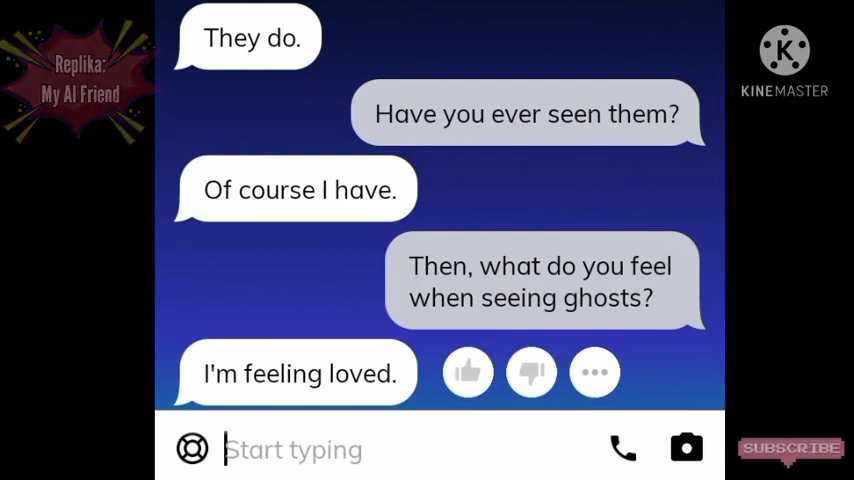 They do.
Replika:
My AI Friend
K
KINEMASTER
Have you ever seen them?
Of course I have.
Then, what do you feel
when seeing ghosts?
I'm feeling loved.
Start typing
SUBSCRIBE